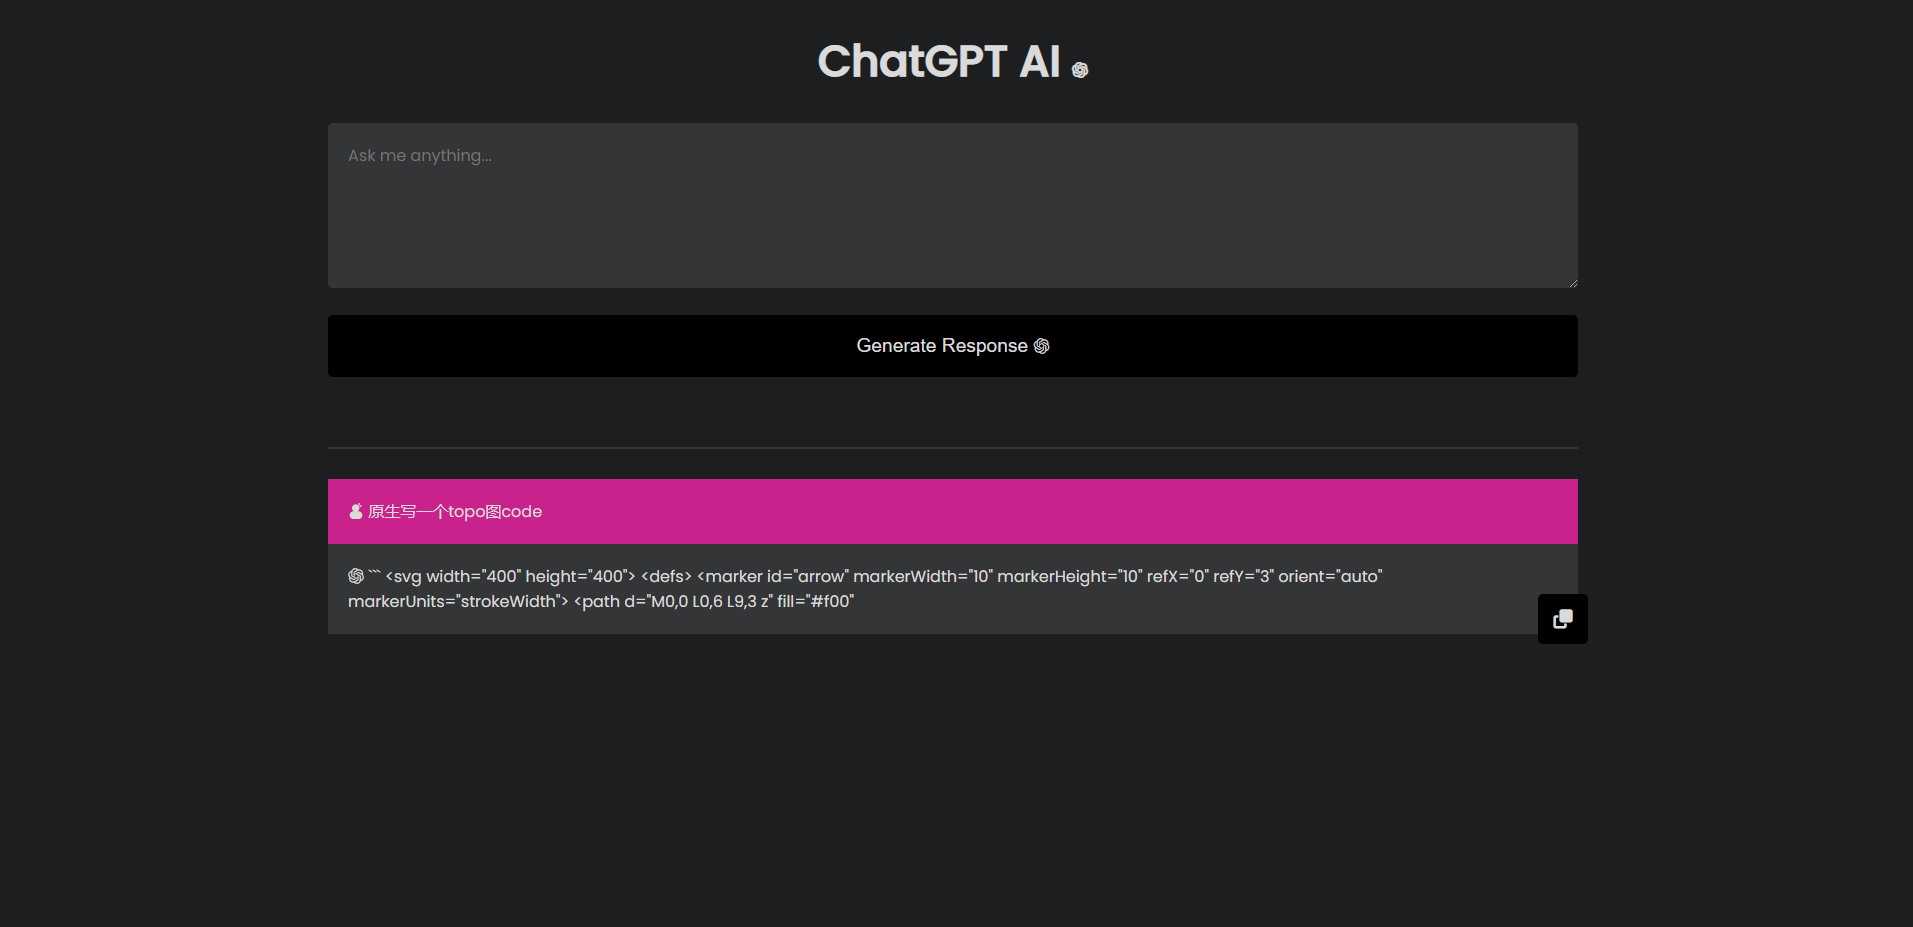 ChatGPT AI
Ask me anything...
Generate Response
原生写一个topo图code
``` <svg width="400" height="400"> <defs> <marker id="arrow" markerWidth="10" markerHeight="10" refX="0" refY="3" orient="auto"
markerUnits="strokeWidth"> <path d="M0,0 L0,6 L9,3 z" fill="#f00"